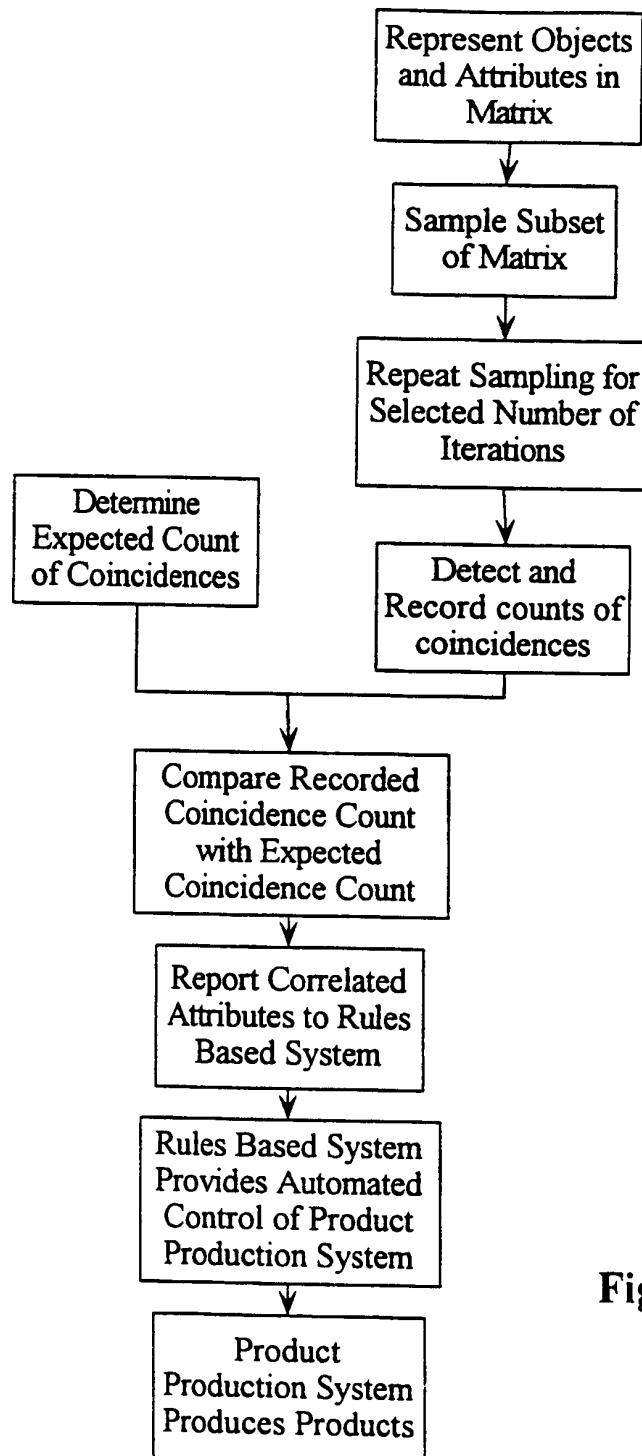 Represent Objects
and Attributes in
Matrix
Sample Subset
of Matrix
Repeat Sampling for
Selected Number of
Iterations
Determine
Expected Count
of Coincidences
Detect and
Record counts of
coincidences
Compare Recorded
Coincidence Count
with Expected
Coincidence Count
Report Correlated
Attributes to Rules
Based System
Rules Based System
Provides Automated
Control of Product
Production System
Fig
Product
Production System
Produces Products